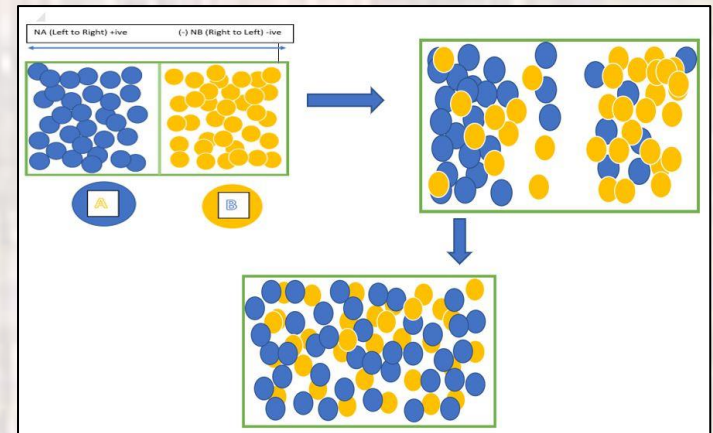 NA (Left to Right) +ive (-) NB (Right to Left) -ive
A B